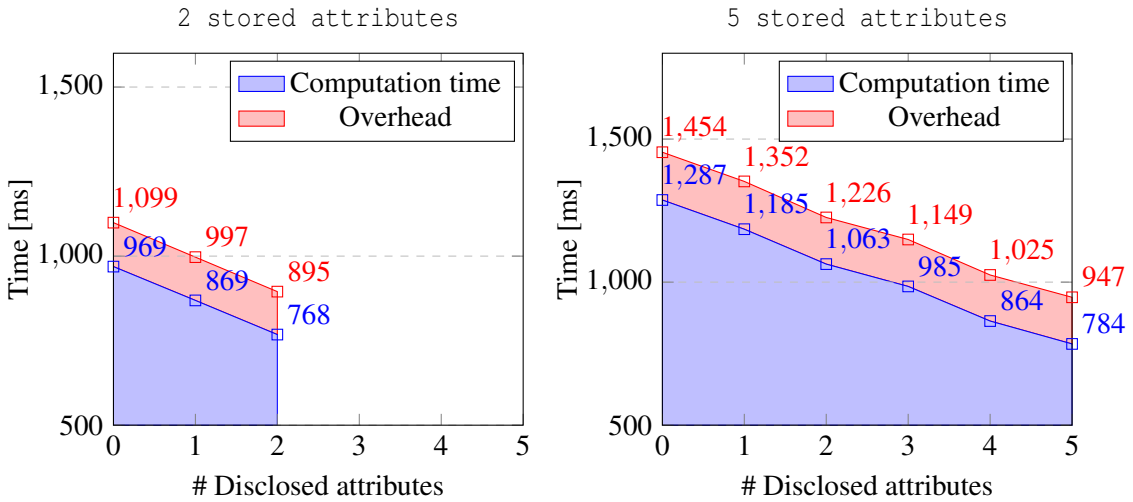 2 stored attributes
1,500
1,000
500
Time [ms]
Computation time
Overhead
1,099
997
895
969
869
768
0 1 2 3 4 5
# Disclosed attributes
5 stored attributes
1,500
1,000
500
Time [ms]
Computation time
Overhead
1,454
1,352
1,226
1,149
1,025
947
1,287
1,185
1,063
985
864
784
0 1 2 3 4 5
# Disclosed attributes